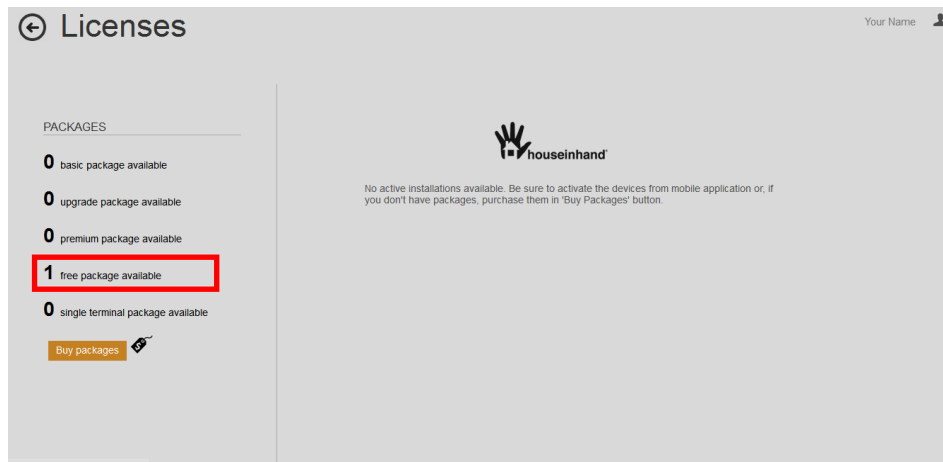 Licenses
Your Name
PACKAGES
0 basic package available
0 upgrade package available
0 premium package available
1 free package available
0 single terminal package available
Buy packages
houseinhand
No active installations available. Be sure to activate the devices from mobile application or, if
you don't have packages, purchase them in 'Buy Packages' button.